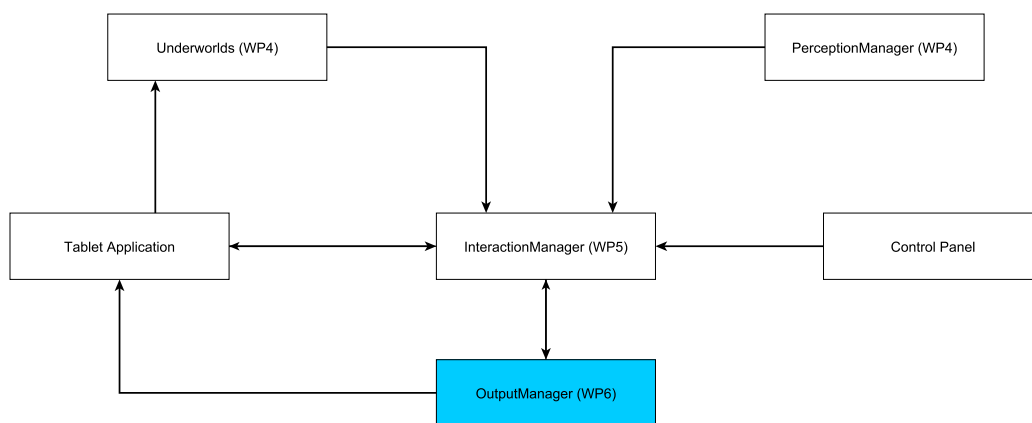 Underworlds (WP4)
PerceptionManager (WP4)
Tablet Application
InteractionManager (WP5)
Control Panel
OutputManager (WP6)